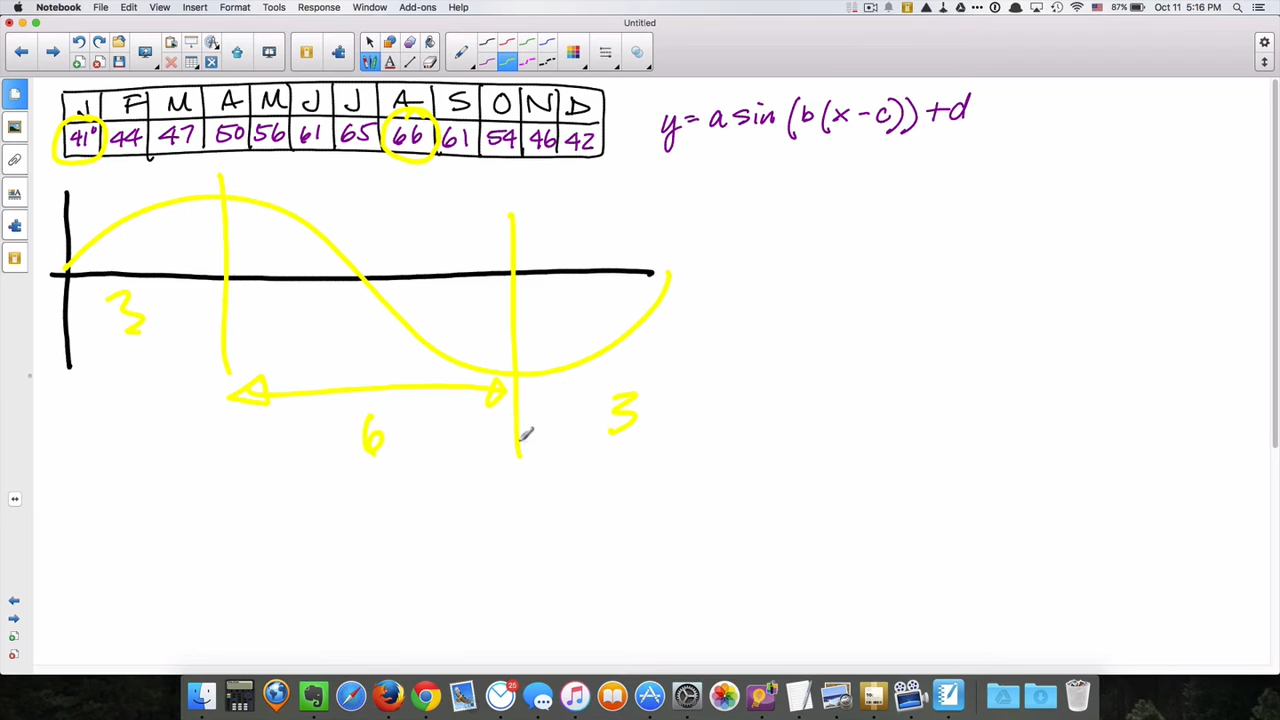 Notebook File Edit View Insert Format Tools Response Window Add-ons Help 87% Oct 11 5:16 PM
Untitled
J F M A M J J A S O N D
41° 44 47 50 56 61 65 66 61 54 46 42
y = a sin (b(x - c)) + d
3
6
3
25